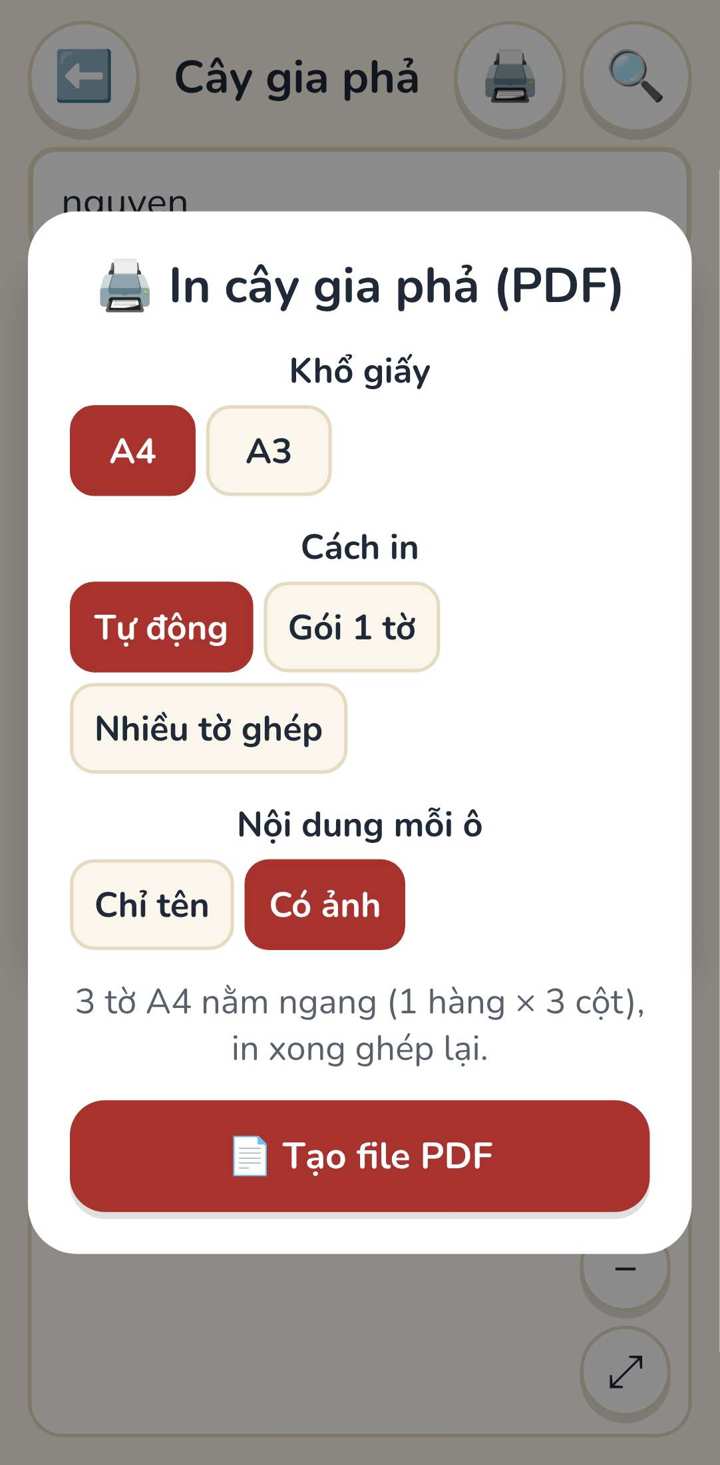 Cây gia phả
nguyen
In cây gia phả (PDF)
Khổ giấy
A4 A3
Cách in
Tự động Gói 1 tờ
Nhiều tờ ghép
Nội dung mỗi ô
Chỉ tên Có ảnh
3 tờ A4 nằm ngang (1 hàng × 3 cột),
in xong ghép lại.
Tạo file PDF